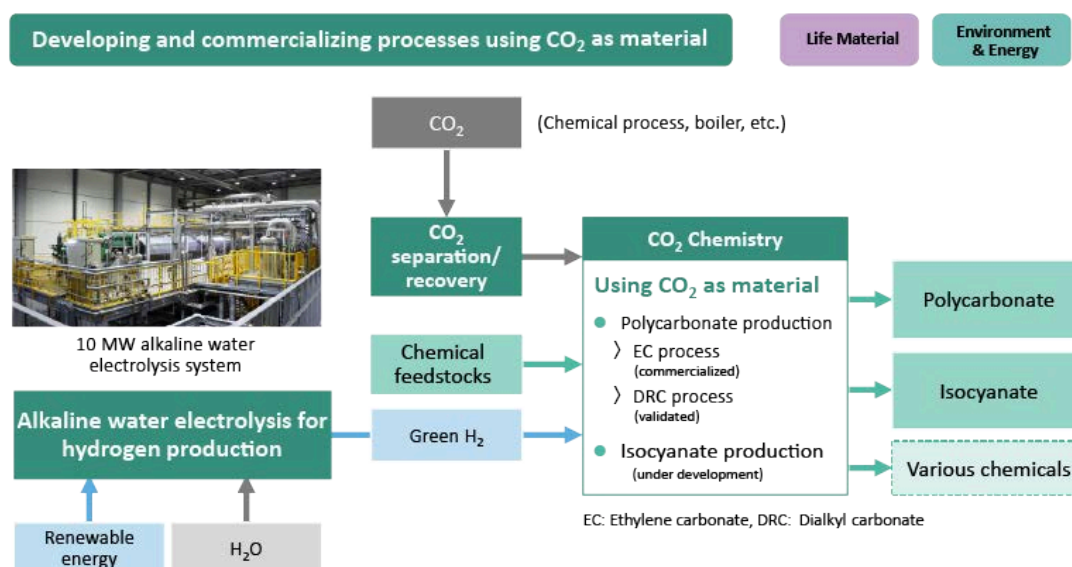 Developing and commercializing processes using CO₂ as material
Life Material
Environment
& Energy
CO₂
(Chemical process, boiler, etc.)
CO₂
separation/
recovery
CO₂ Chemistry
Using CO₂ as material
Polycarbonate production
〉 EC process
(commercialized)
〉 DRC process
(validated)
Isocyanate production
(under development)
Polycarbonate
Isocyanate
Various chemicals
10 MW alkaline water
electrolysis system
Chemical
feedstocks
Alkaline water electrolysis for
hydrogen production
Green H₂
Renewable
energy
H₂O
EC: Ethylene carbonate, DRC: Dialkyl carbonate